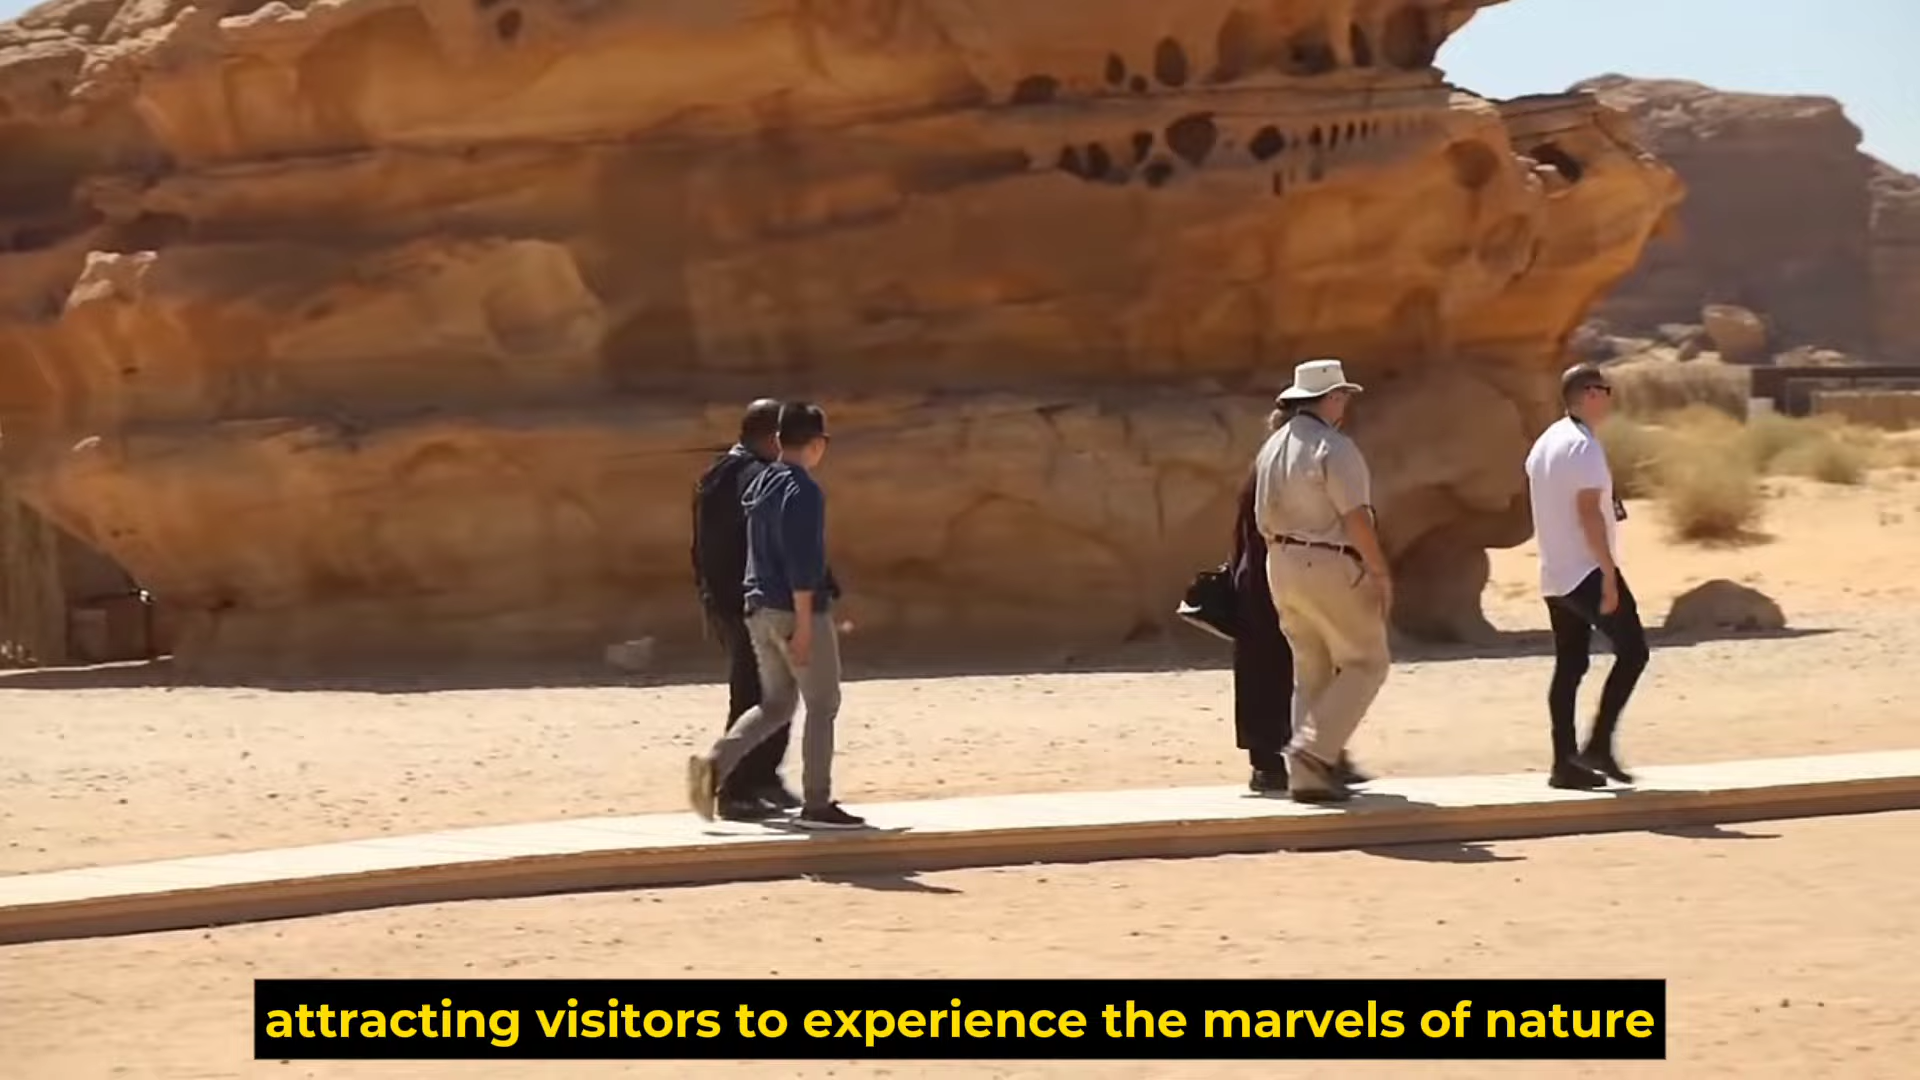 attracting visitors to experience the marvels of nature